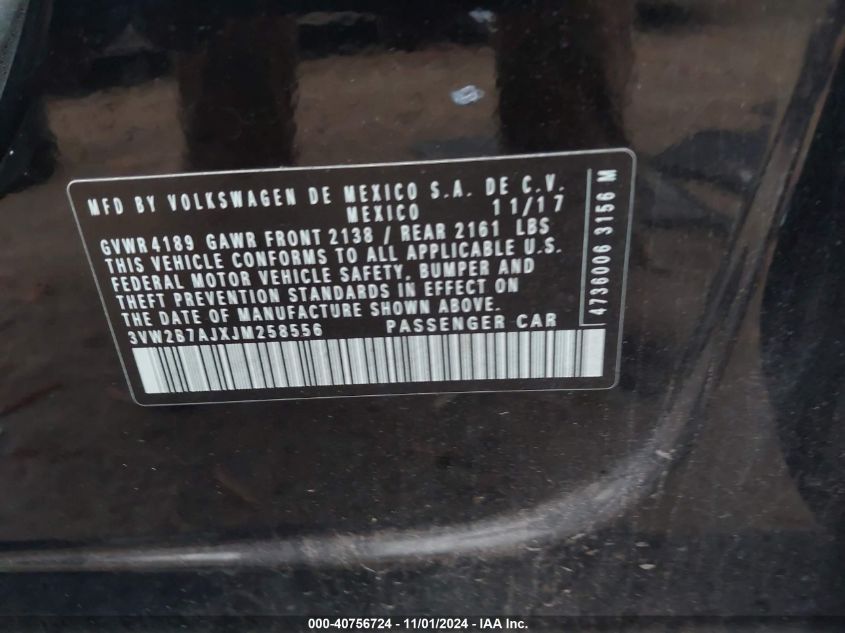 MFD BY VOLKSWAGEN DE MEXICO S.A. DE C.V.
MEXICO 11/17
GVWR 4189 GAWR FRONT 2138 / REAR 2161 LBS
THIS VEHICLE CONFORMS TO ALL APPLICABLE U.S.
FEDERAL MOTOR VEHICLE SAFETY, BUMPER AND
THEFT PREVENTION STANDARDS IN EFFECT ON
THE DATE OF MANUFACTURE SHOWN ABOVE.
3VW2B7AJXJM258556 PASSENGER CAR
4736006 3156 M
000-40756724 - 11/01/2024 - IAA Inc.